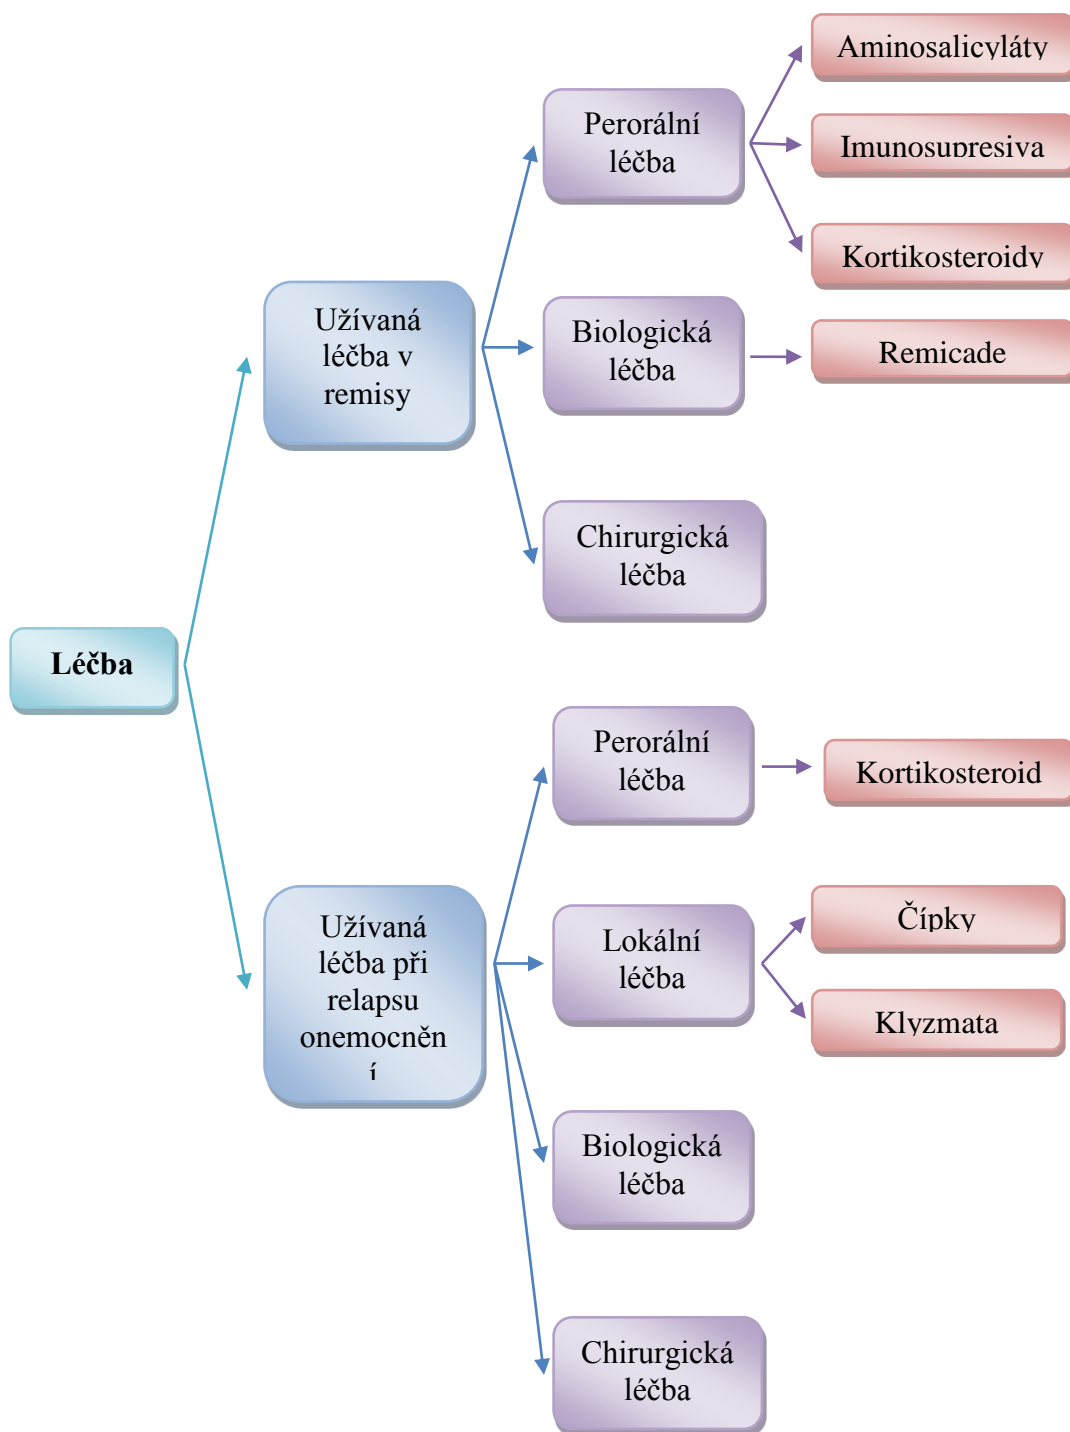 Léčba
Užívaná
léčba v
remisy
Perorální
léčba
Aminosalicyláty
Imunosupresiva
Kortikosteroidy
Biologická
léčba
Remicade
Chirurgická
léčba
Užívaná
léčba při
relapsu
onemocněn
í
Perorální
léčba
Kortikosteroid
Lokální
léčba
Čípky
Klyzmata
Biologická
léčba
Chirurgická
léčba